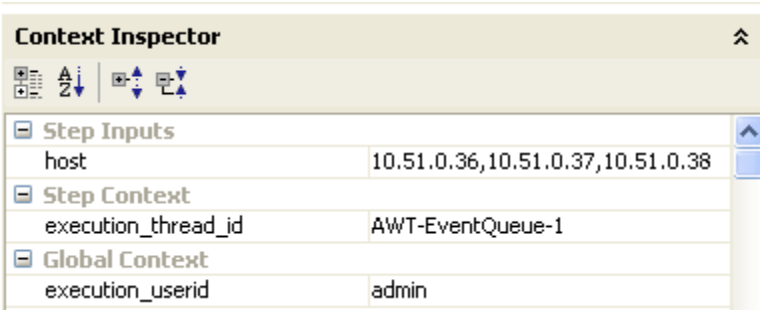 Context Inspector
A
Z
Step Inputs
host 10.51.0.36,10.51.0.37,10.51.0.38
Step Context
execution_thread_id AWT-EventQueue-1
Global Context
execution_userid admin